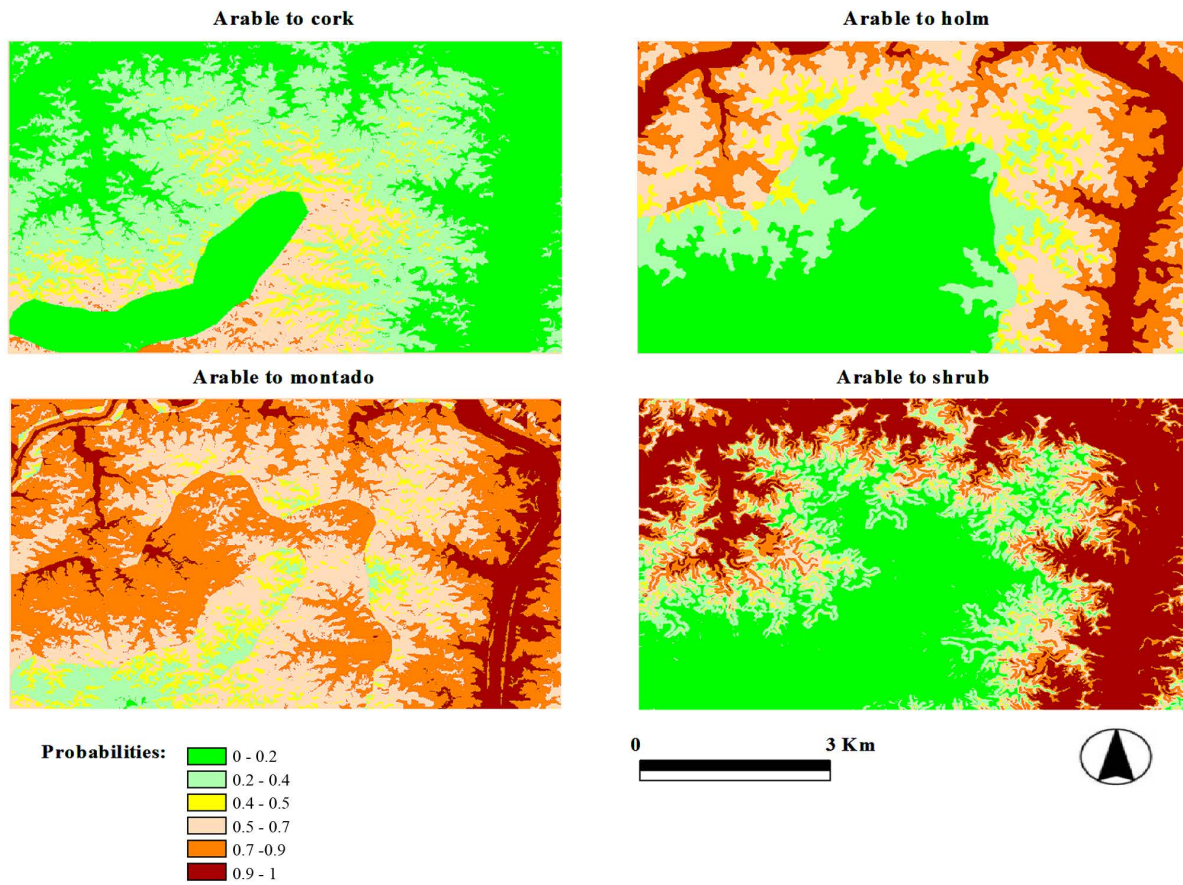 Arable to cork
Arable to holm
Arable to montado
Arable to shrub
Probabilities:
0 - 0.2
0.2 - 0.4
0.4 - 0.5
0.5 - 0.7
0.7 -0.9
0.9 - 1
0 3 Km